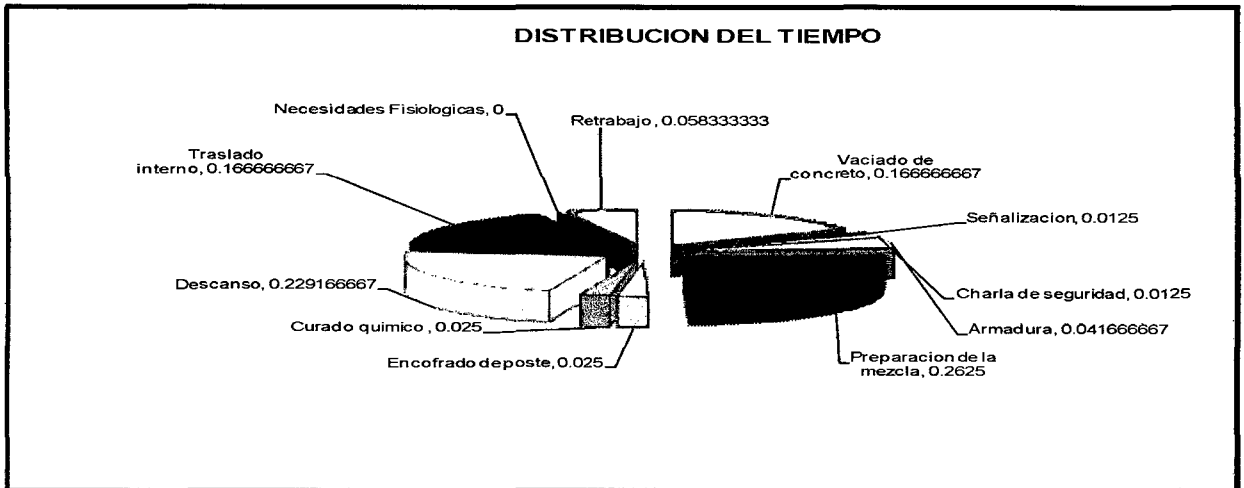 DISTRIBUCION DEL TIEMPO
Necesidades Fisiologicas, 0
Retrabajo, 0.058333333
Traslado
interno, 0.166666667
Vaciado de
concreto, 0.166666667
Señalizacion, 0.0125
Descanso, 0.229166667
Charla de seguridad, 0.0125
Curado quimico , 0.025
Armadura, 0.041666667
Encofrado de poste, 0.025
Preparacion de la
mezcla, 0.2625